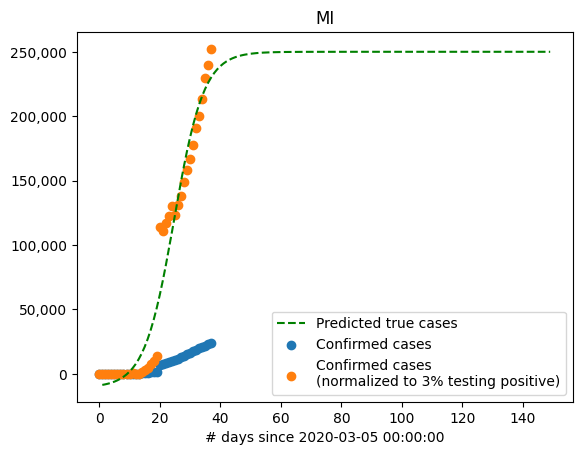 MI
250,000
200,000
150,000
100,000
50,000
0
Predicted true cases
Confirmed cases
Confirmed cases
(normalized to 3% testing positive)
0 20 40 60 80 100 120 140
# days since 2020-03-05 00:00:00